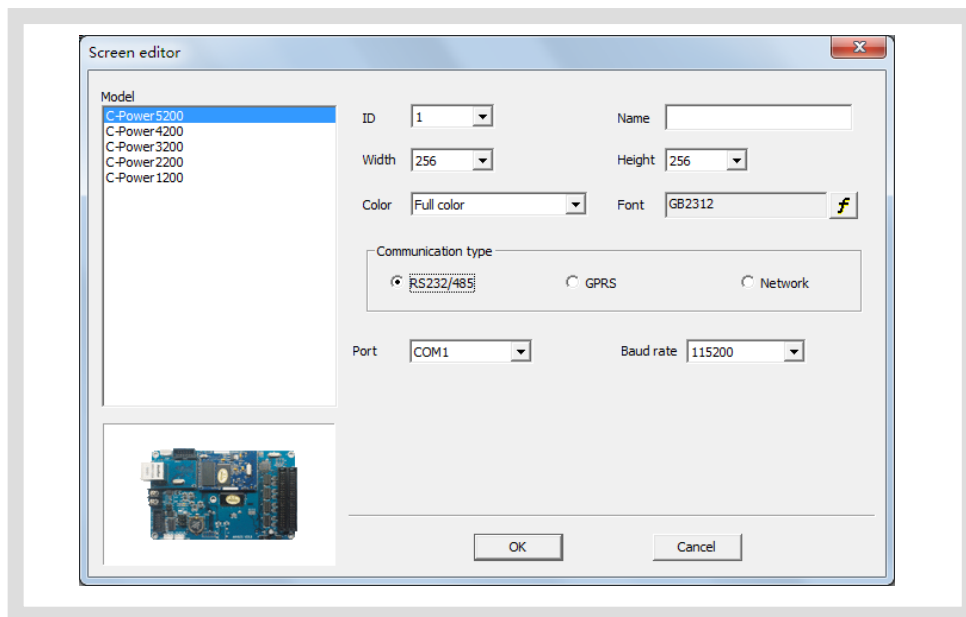 Screen editor
Model
C-Power5200
C-Power4200
C-Power3200
C-Power2200
C-Power1200
ID 1 Name
Width 256 Height 256
Color Full color Font GB2312 f
Communication type
RS232/485 GPRS Network
Port COM1 Baud rate 115200
OK Cancel